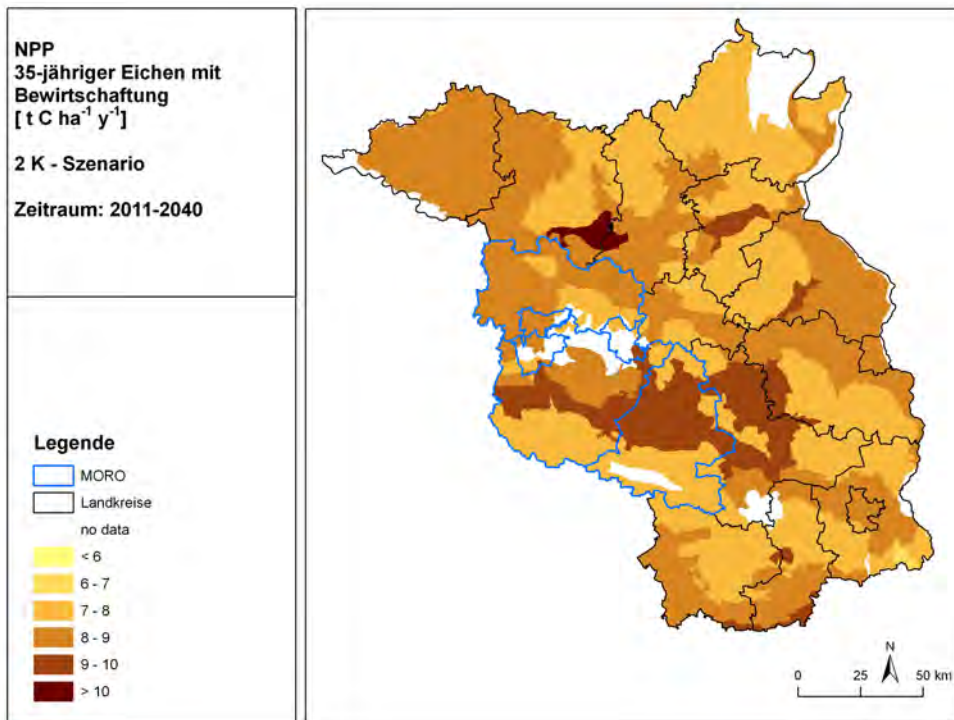 NPP
35-jähriger Eichen mit
Bewirtschaftung
[ t C ha⁻¹ y⁻¹]
2 K - Szenario
Zeitraum: 2011-2040
Legende
MORO
Landkreise
no data
< 6
6 - 7
7 - 8
8 - 9
9 - 10
> 10
N
0 25 50 km